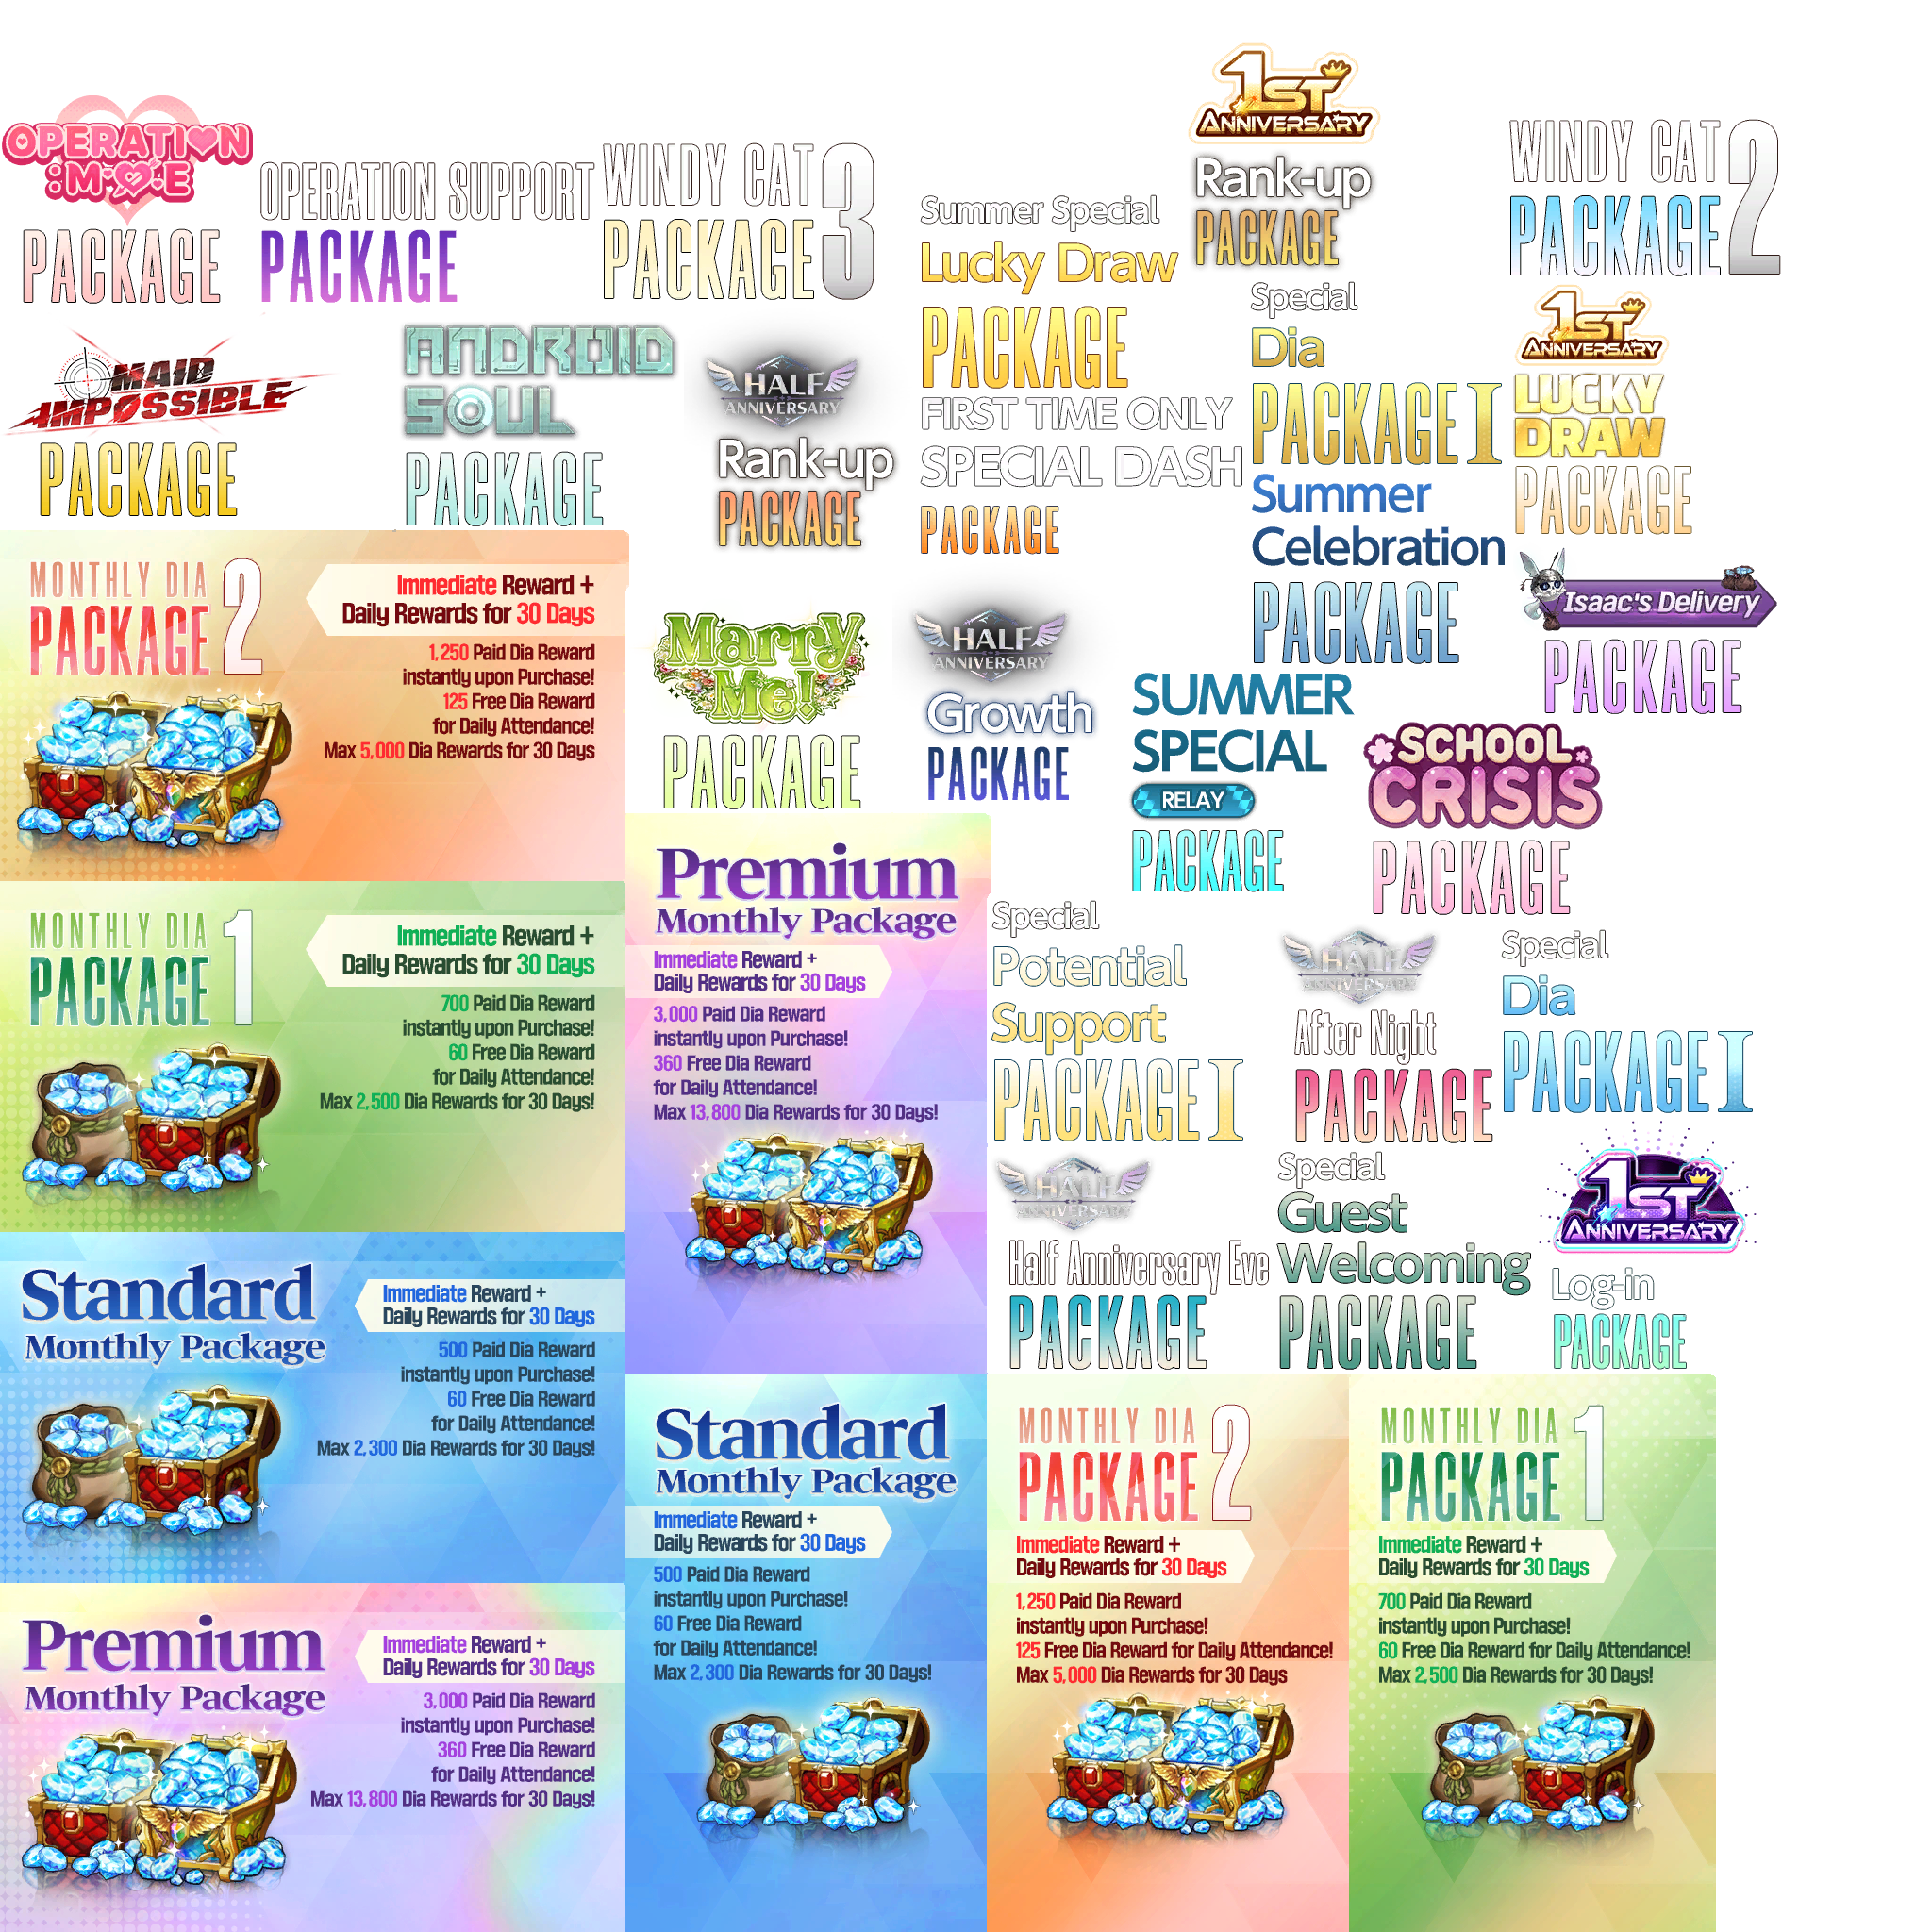 OPERATION
:MOE
PACKAGE
OPERATION SUPPORT
PACKAGE
WINDY CAT
PACKAGE 3
Summer Special
Lucky Draw
PACKAGE
1ST
ANNIVERSARY
Rank-up
PACKAGE
WINDY CAT
PACKAGE 2
MAID
IMPOSSIBLE
PACKAGE
ANDROID
SOUL
PACKAGE
HALF
ANNIVERSARY
Rank-up
PACKAGE
FIRST TIME ONLY
SPECIAL DASH
PACKAGE
Special
Dia
PACKAGE I
1ST
ANNIVERSARY
LUCKY
DRAW
PACKAGE
Summer
Celebration
PACKAGE
Isaac's Delivery
PACKAGE
MONTHLY DIA
PACKAGE 2
Immediate Reward +
Daily Rewards for 30 Days
1,250 Paid Dia Reward
instantly upon Purchase!
125 Free Dia Reward
for Daily Attendance!
Max 5,000 Dia Rewards for 30 Days
Marry
Me!
PACKAGE
HALF
ANNIVERSARY
Growth
PACKAGE
SUMMER
SPECIAL
RELAY
PACKAGE
SCHOOL
CRISIS
PACKAGE
MONTHLY DIA
PACKAGE 1
Immediate Reward +
Daily Rewards for 30 Days
700 Paid Dia Reward
instantly upon Purchase!
60 Free Dia Reward
for Daily Attendance!
Max 2,500 Dia Rewards for 30 Days!
Premium
Monthly Package
Immediate Reward +
Daily Rewards for 30 Days
3,000 Paid Dia Reward
instantly upon Purchase!
360 Free Dia Reward
for Daily Attendance!
Max 13,800 Dia Rewards for 30 Days!
Special
Potential
Support
PACKAGE I
HALF
ANNIVERSARY
After Night
PACKAGE
Special
Dia
PACKAGE I
HALF
ANNIVERSARY
Half Anniversary Eve
PACKAGE
Special
Guest
Welcoming
PACKAGE
1ST
ANNIVERSARY
Log-in
PACKAGE
Standard
Monthly Package
Immediate Reward +
Daily Rewards for 30 Days
500 Paid Dia Reward
instantly upon Purchase!
60 Free Dia Reward
for Daily Attendance!
Max 2,300 Dia Rewards for 30 Days!
Premium
Monthly Package
Immediate Reward +
Daily Rewards for 30 Days
3,000 Paid Dia Reward
instantly upon Purchase!
360 Free Dia Reward
for Daily Attendance!
Max 13,800 Dia Rewards for 30 Days!
Standard
Monthly Package
Immediate Reward +
Daily Rewards for 30 Days
500 Paid Dia Reward
instantly upon Purchase!
60 Free Dia Reward
for Daily Attendance!
Max 2,300 Dia Rewards for 30 Days!
MONTHLY DIA
PACKAGE 2
Immediate Reward +
Daily Rewards for 30 Days
1,250 Paid Dia Reward
instantly upon Purchase!
125 Free Dia Reward for Daily Attendance!
Max 5,000 Dia Rewards for 30 Days
MONTHLY DIA
PACKAGE 1
Immediate Reward +
Daily Rewards for 30 Days
700 Paid Dia Reward
instantly upon Purchase!
60 Free Dia Reward for Daily Attendance!
Max 2,500 Dia Rewards for 30 Days!